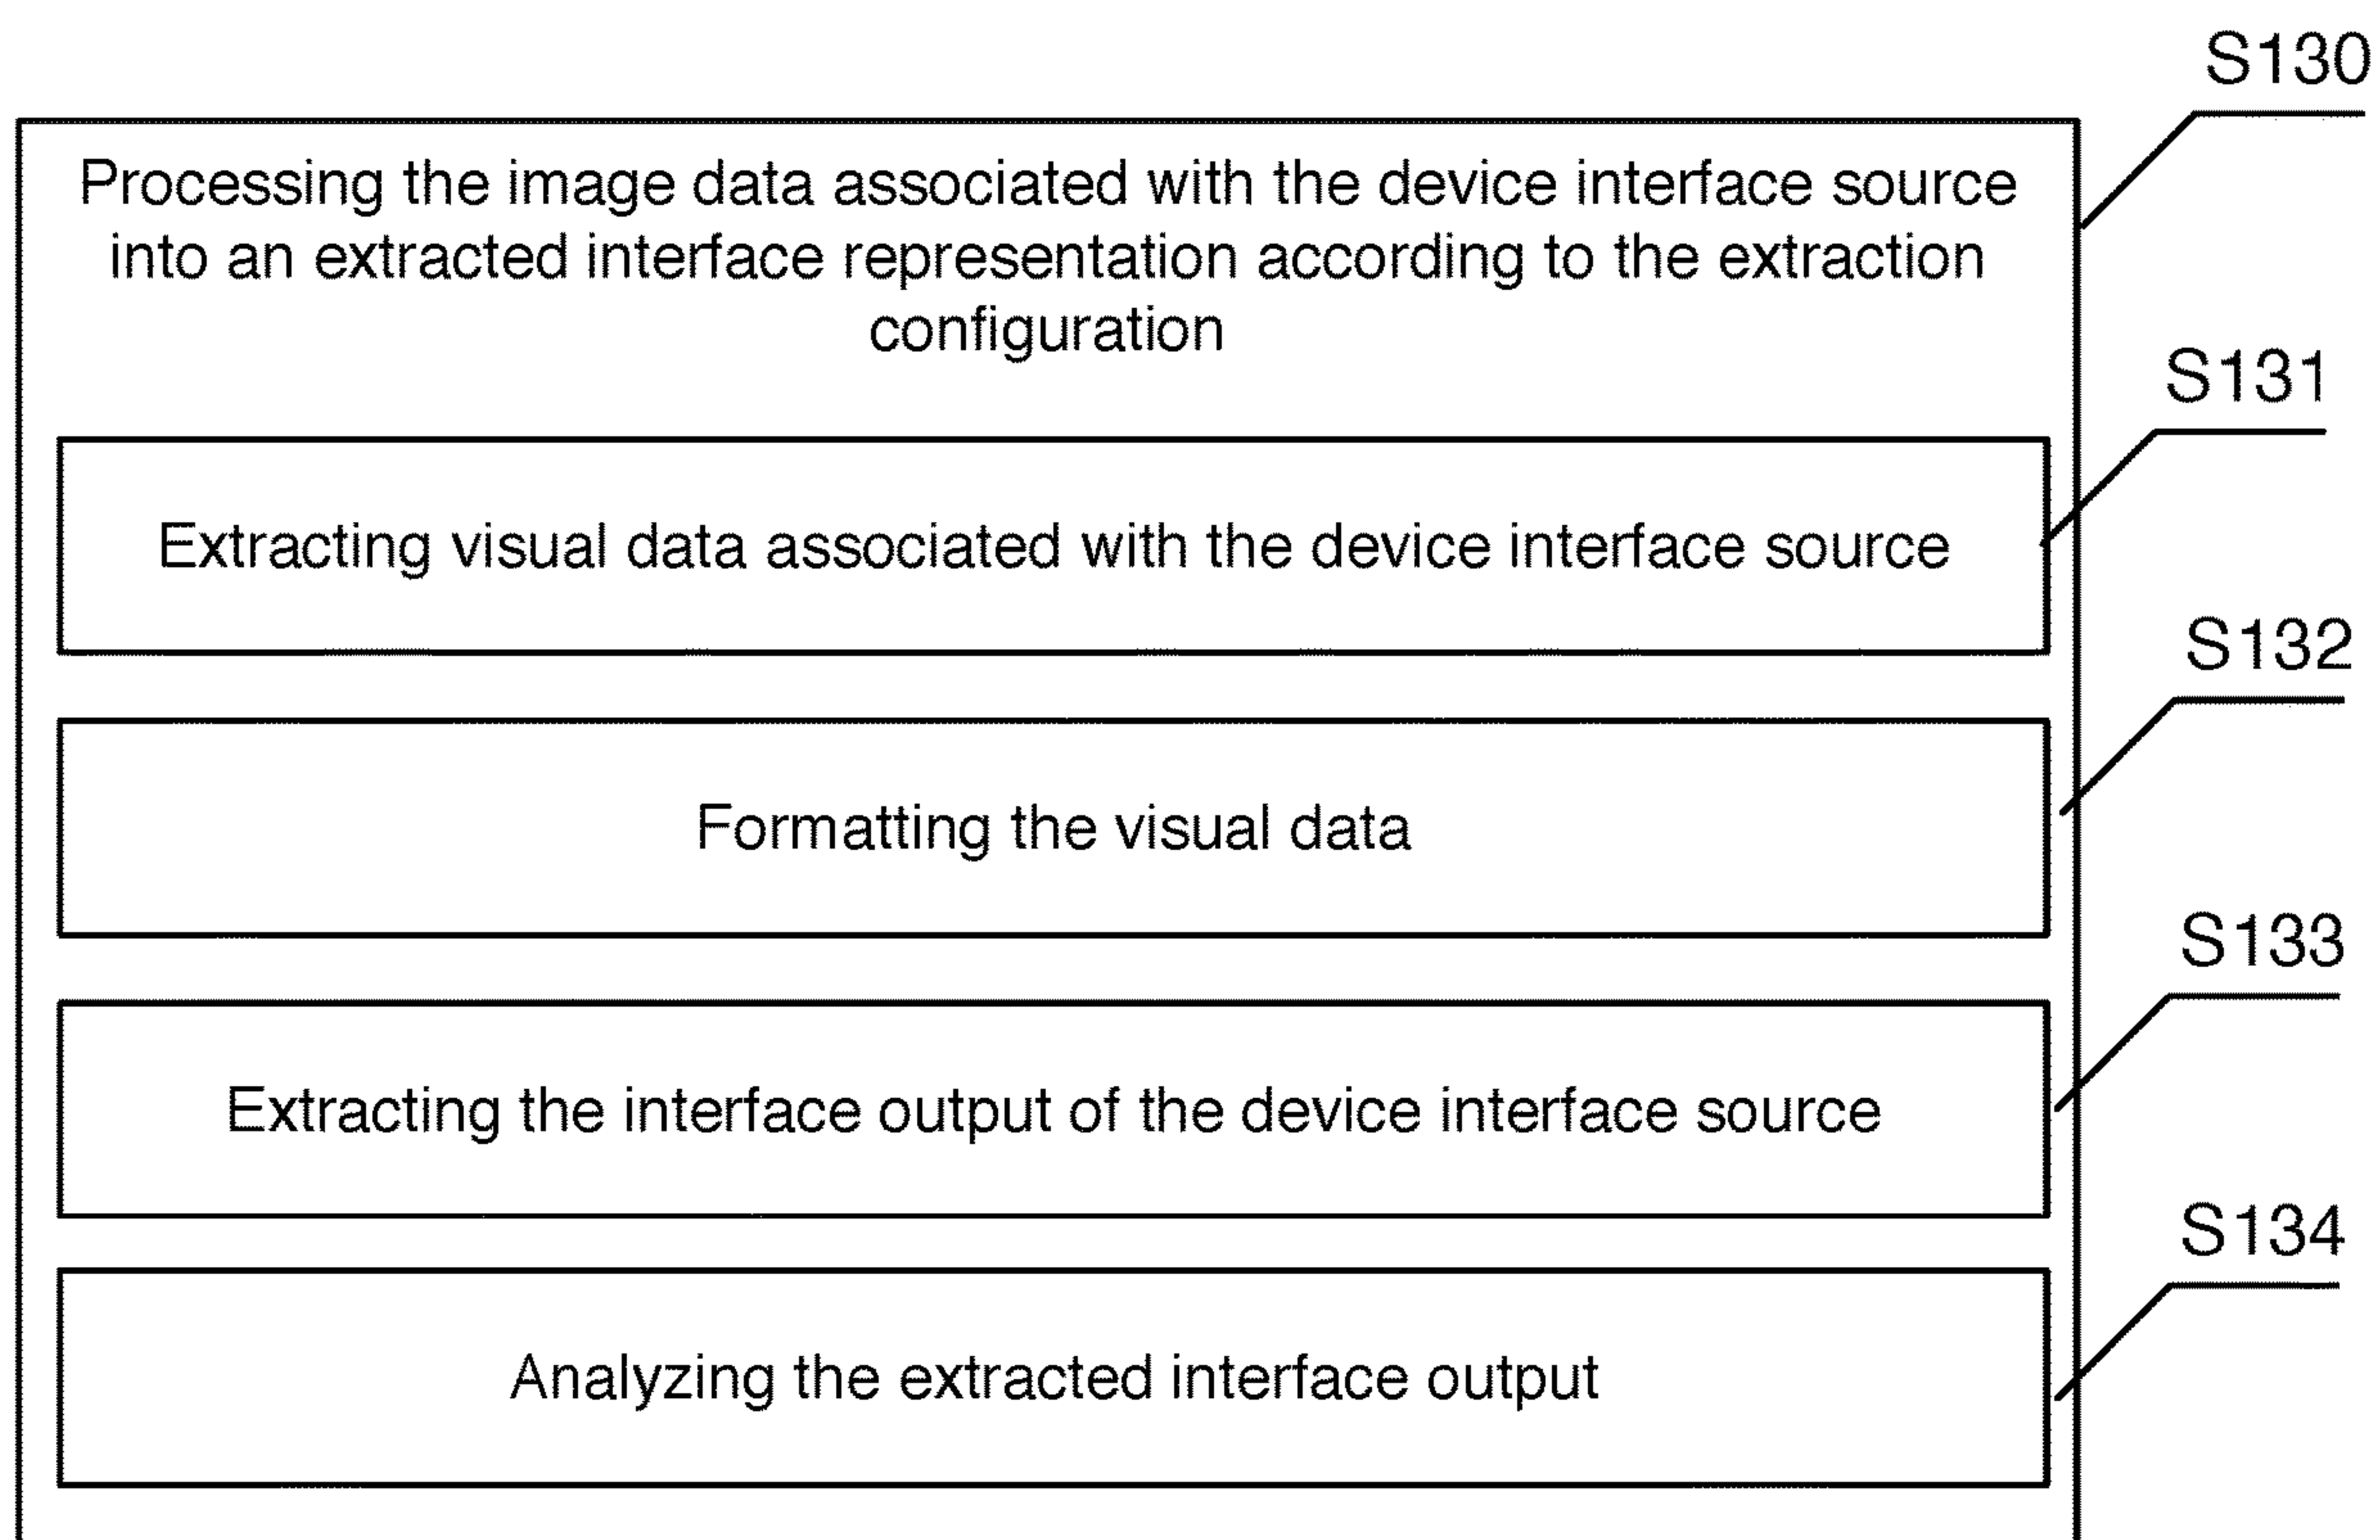 S130
Processing the image data associated with the device interface source
into an extracted interface representation according to the extraction
configuration
S131
Extracting visual data associated with the device interface source
S132
Formatting the visual data
S133
Extracting the interface output of the device interface source
S134
Analyzing the extracted interface output